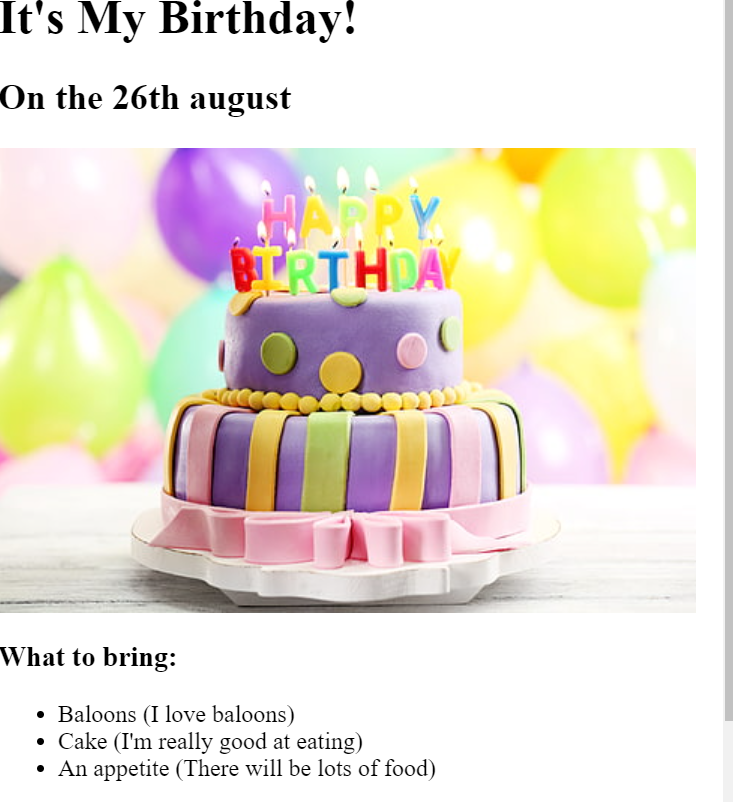 It's My Birthday!
On the 26th august
HAPPY
BIRTHDAY
What to bring:
Baloons (I love baloons)
Cake (I'm really good at eating)
An appetite (There will be lots of food)